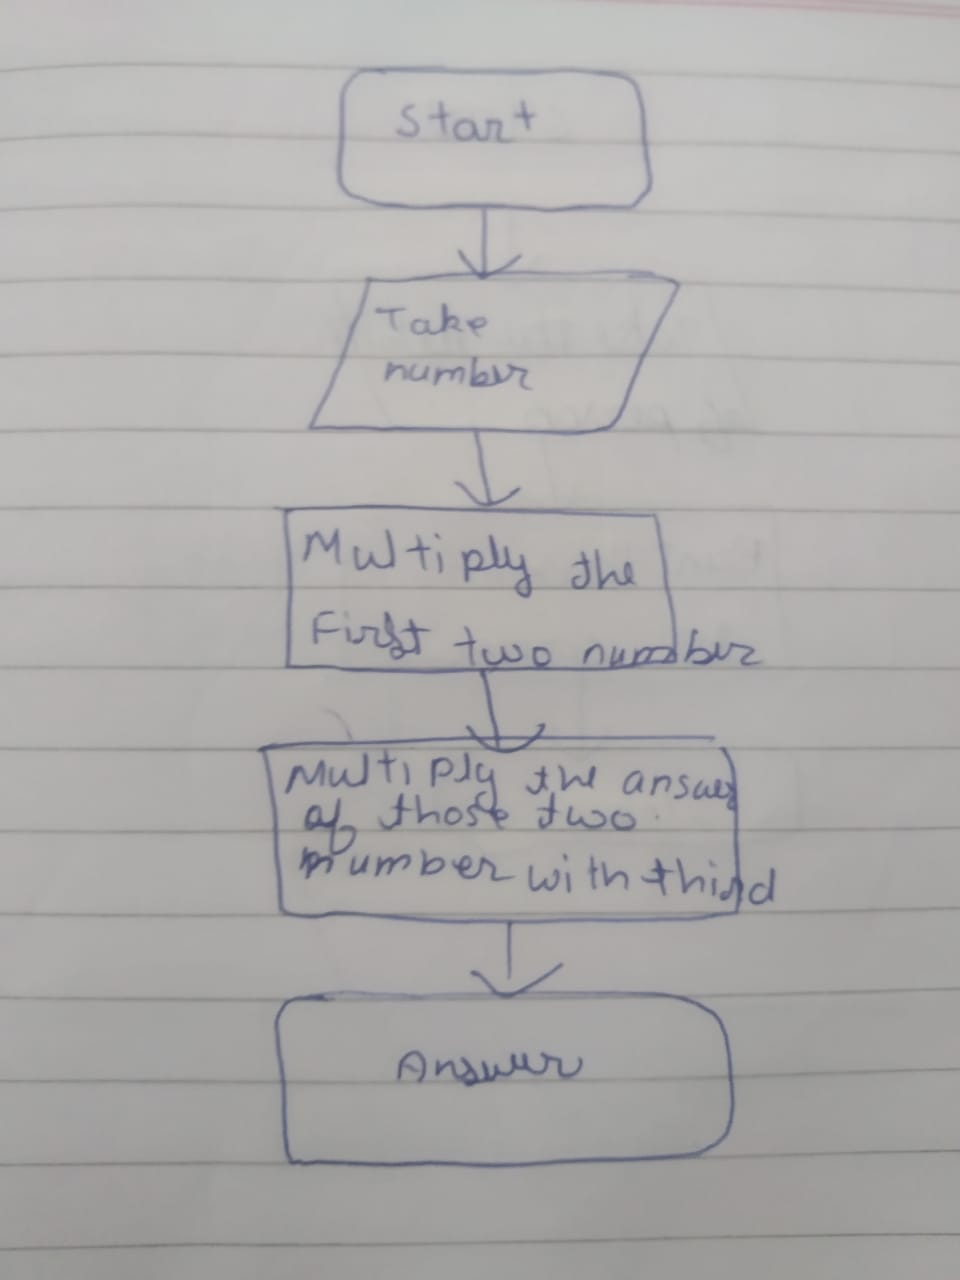 Start
Take
number
Multiply the
First two number
Multiply the answer
of those two
number with third
Answer